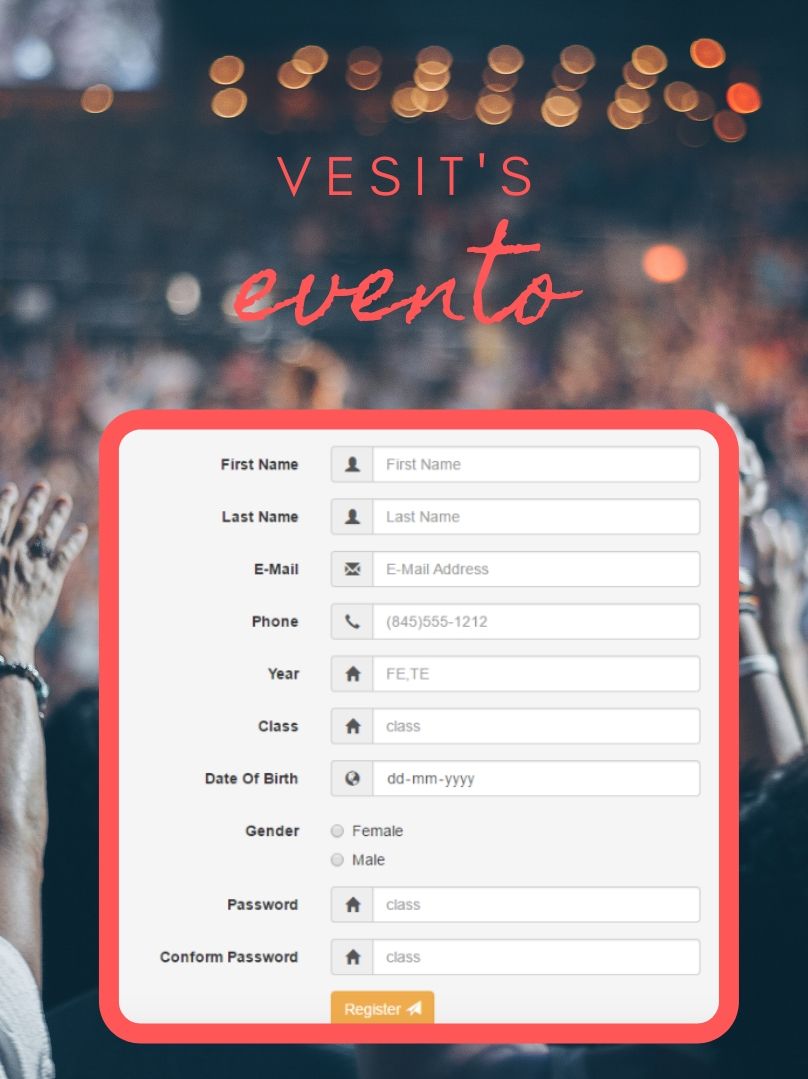 VESIT'S
evento
First Name First Name
Last Name Last Name
E-Mail E-Mail Address
Phone (845)555-1212
Year FE,TE
Class class
Date Of Birth dd-mm-yyyy
Gender Female
Male
Password class
Conform Password class
Register